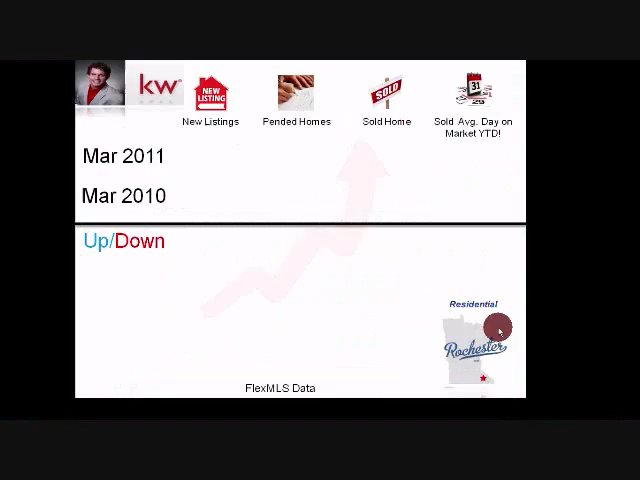 kw
NEW
LISTING
SOLD
31
New Listings
Pended Homes
Sold Home
Sold Avg. Day on
Market YTD!
Mar 2011
Mar 2010
Up/Down
Residential
Rochester
FlexMLS Data